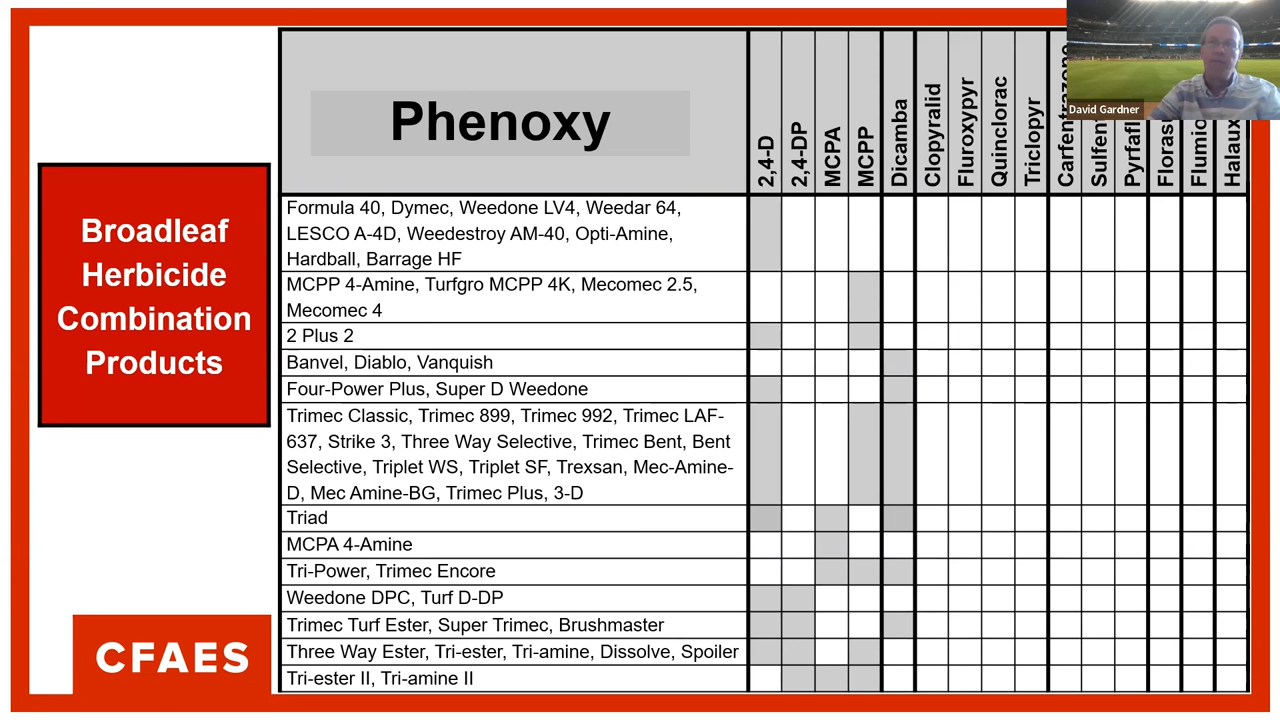 Phenoxy
2,4-D
2,4-DP
MCPA
MCPP
Dicamba
Clopyralid
Fluroxypyr
Quinclorac
Triclopyr
Carfentrazone
Sulfent
Pyrfafl
Floras
Flumio
Halaux
David Gardner
Broadleaf
Herbicide
Combination
Products
Formula 40, Dymec, Weedone LV4, Weedar 64,
LESCO A-4D, Weedestroy AM-40, Opti-Amine,
Hardball, Barrage HF
MCPP 4-Amine, Turfgro MCPP 4K, Mecomec 2.5,
Mecomec 4
2 Plus 2
Banvel, Diablo, Vanquish
Four-Power Plus, Super D Weedone
Trimec Classic, Trimec 899, Trimec 992, Trimec LAF-
637, Strike 3, Three Way Selective, Trimec Bent, Bent
Selective, Triplet WS, Triplet SF, Trexsan, Mec-Amine-
D, Mec Amine-BG, Trimec Plus, 3-D
Triad
MCPA 4-Amine
Tri-Power, Trimec Encore
Weedone DPC, Turf D-DP
Trimec Turf Ester, Super Trimec, Brushmaster
Three Way Ester, Tri-ester, Tri-amine, Dissolve, Spoiler
Tri-ester II, Tri-amine II
CFAES